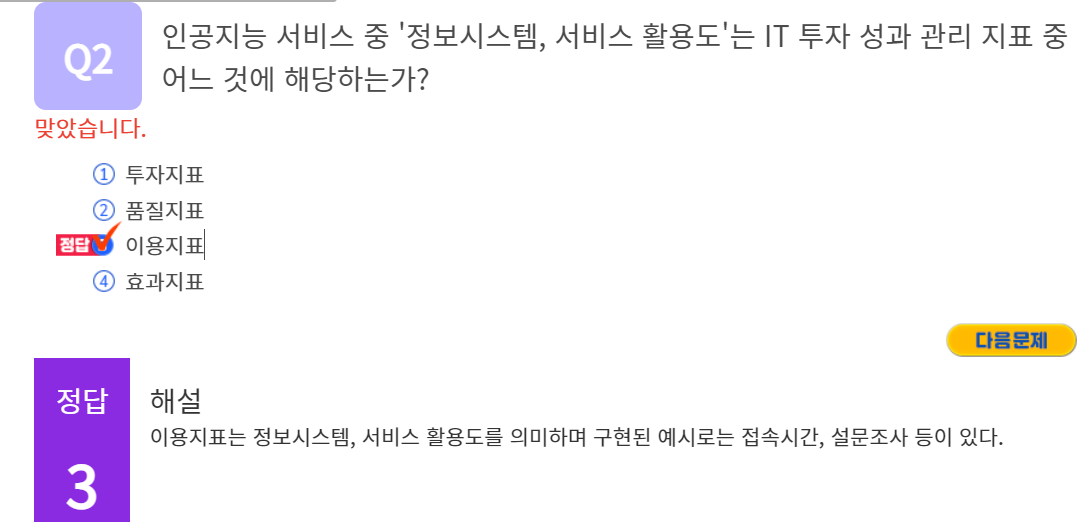 Q2
인공지능 서비스 중 '정보시스템, 서비스 활용도'는 IT 투자 성과 관리 지표 중
어느 것에 해당하는가?
맞았습니다.
① 투자지표
② 품질지표
정답 이용지표
④ 효과지표
다음문제
정답
3
해설
이용지표는 정보시스템, 서비스 활용도를 의미하며 구현된 예시로는 접속시간, 설문조사 등이 있다.